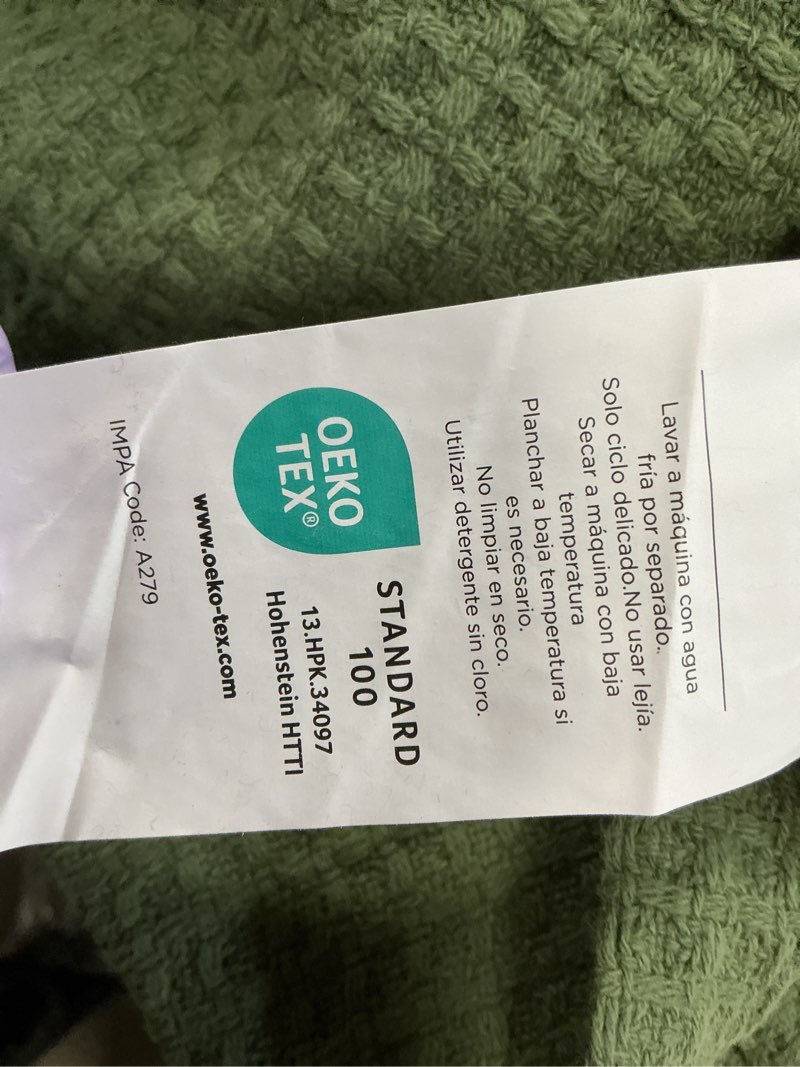 Lavar a máquina con agua
fría por separado..
Solo ciclo delicado.No usar lejía.
Secar a máquina con baja
temperatura
Planchar a baja temperatura si
es necesario.
No limpiar en seco.
Utilizar detergente sin cloro.
OEKO
TEX®
STANDARD
100
13.HPK.34097
Hohenstein HTTI
www.oeko-tex.com
IMPA Code: A279